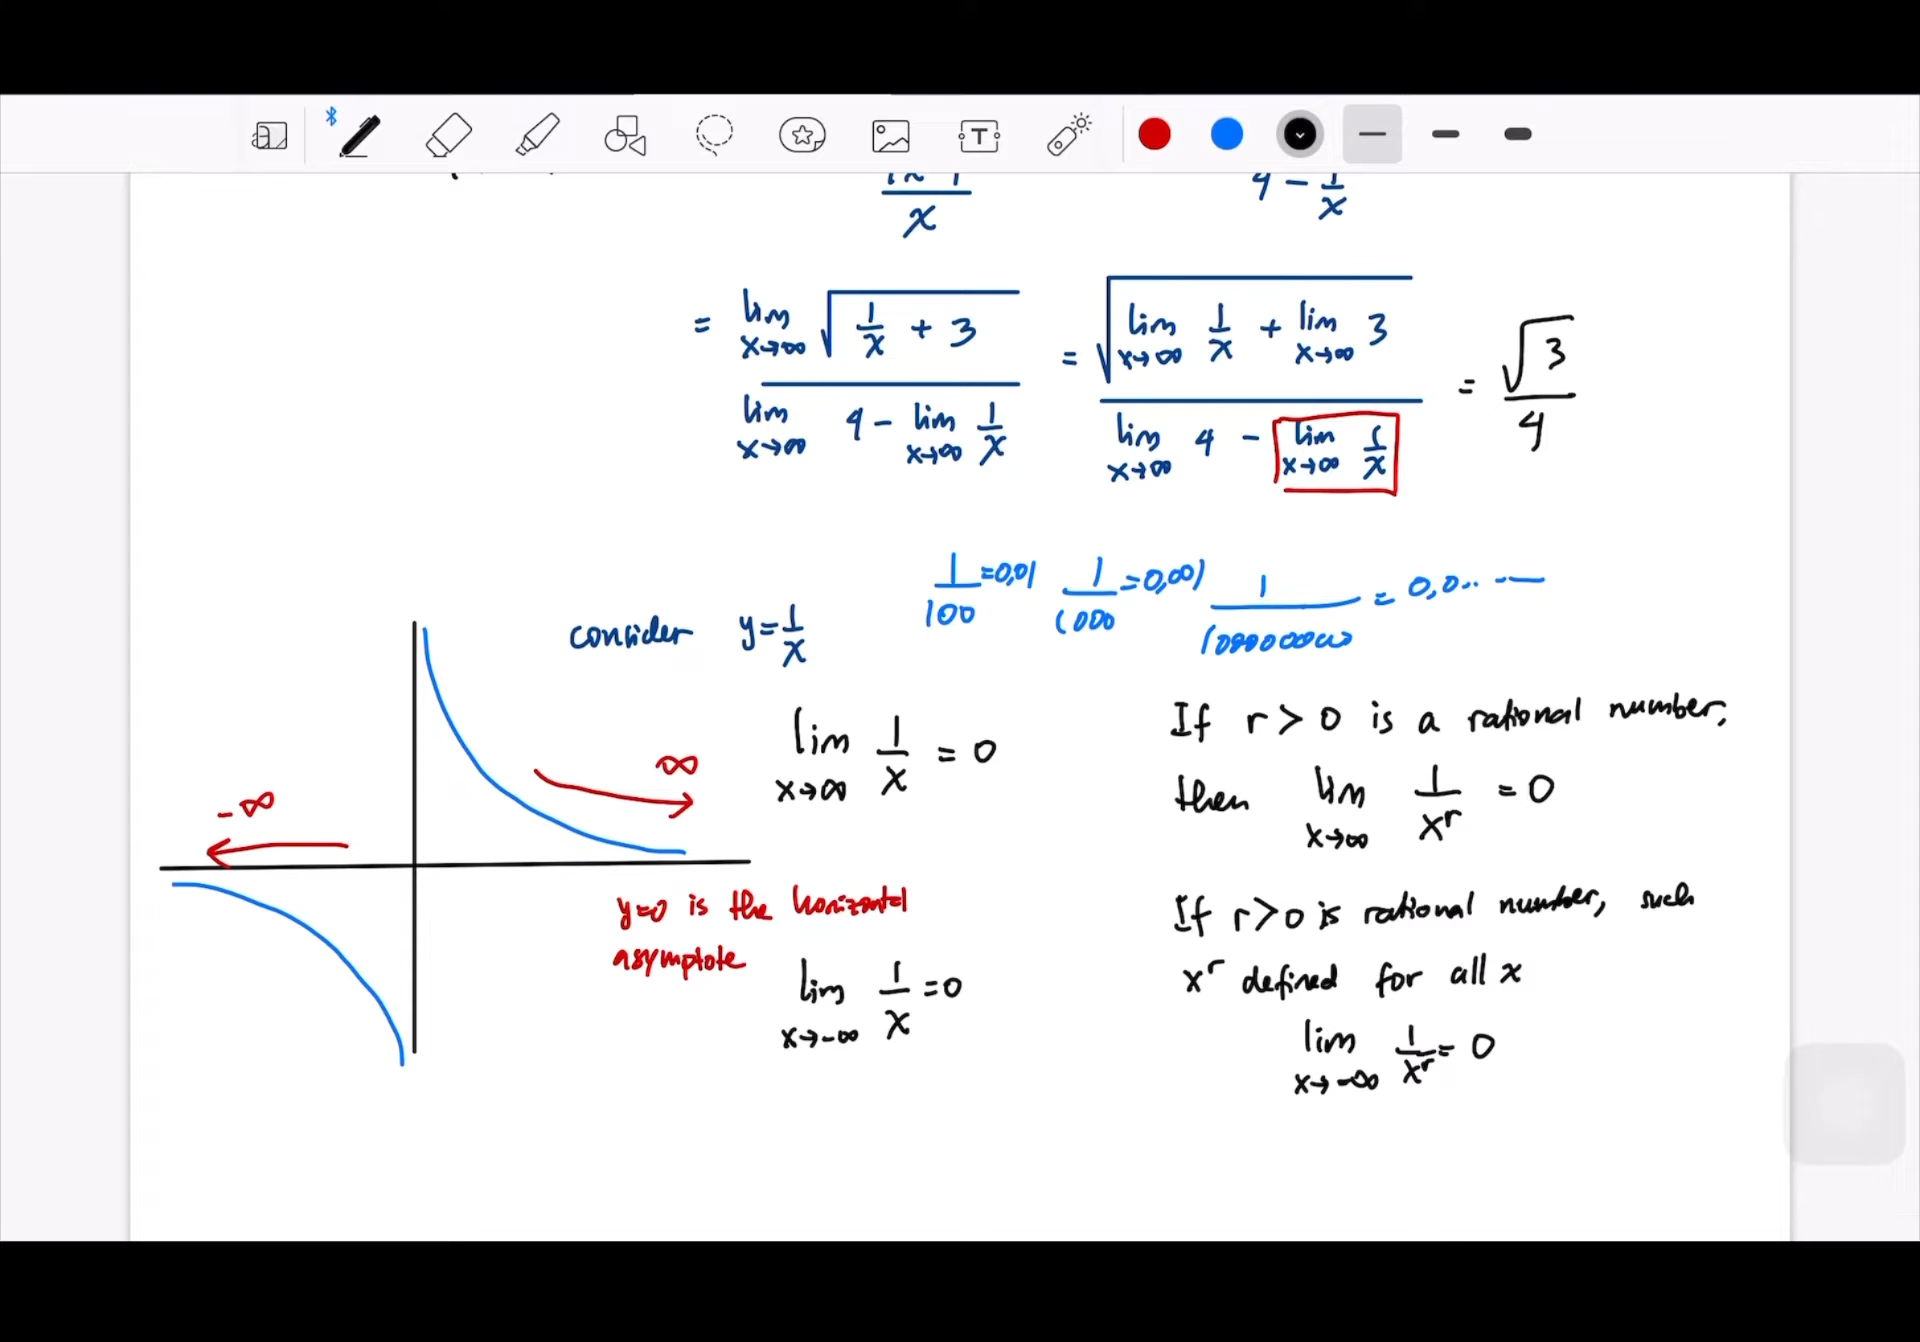 x
4 - 1/x
= lim x→∞ √(1/x + 3) / lim x→∞ 4 - lim x→∞ 1/x = √(lim x→∞ 1/x + lim x→∞ 3) / lim x→∞ 4 - lim x→∞ 1/x = √3/4
1/100 =0,01 1/1000 =0,001 = 0,0.. -—
consider y=1/x
lim x→∞ 1/x = 0
If r > 0 is a rational number,
then lim x→∞ 1/x^r = 0
∞
-∞
y=0 is the horizontal
asymptote
lim x→-∞ 1/x =0
If r>0 is rational number, such
x^r defined for all x
lim x→-∞ 1/x^r = 0
T